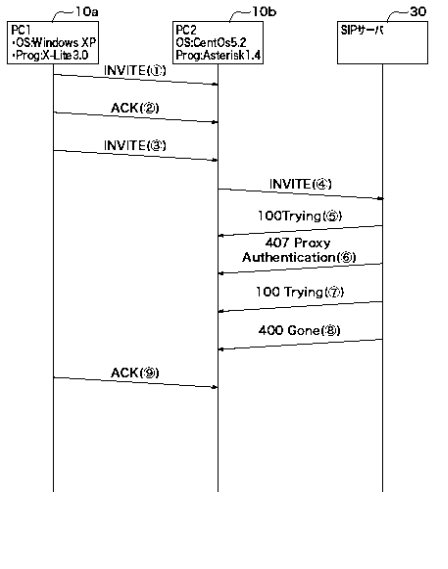 10a
10b
30
PC1
・OS:Windows XP
・Prog:X-Lite3.0
PC2
OS:CentOs5.2
Prog:Asterisk1.4
SIPサーバ
INVITE(①)
ACK(②)
INVITE(③)
INVITE(④)
100Trying(⑤)
407 Proxy
Authentication(⑥)
100 Trying(⑦)
400 Gone(⑧)
ACK(⑨)